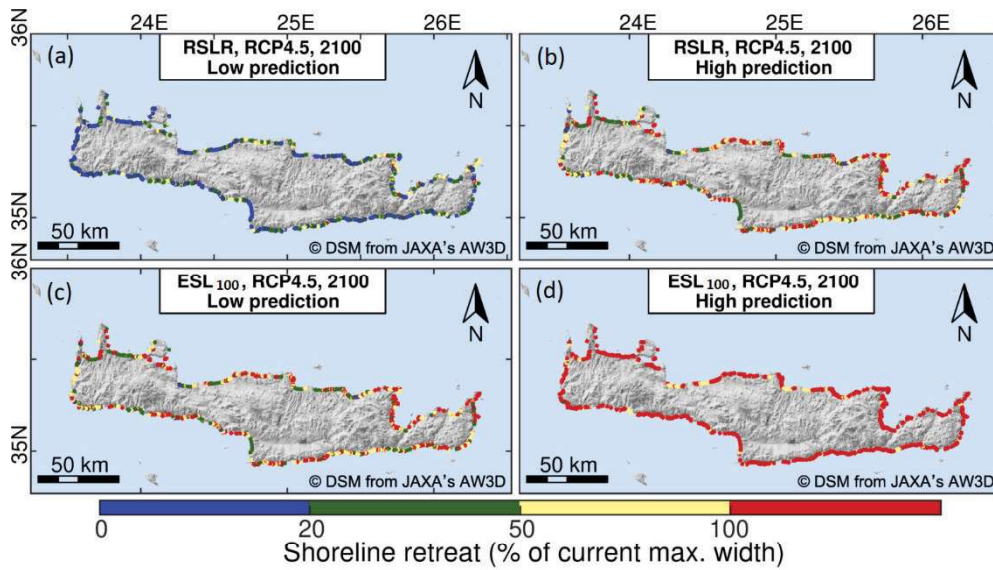 24E 25E 26E 24E 25E 26E
36N
(a) RSLR, RCP4.5, 2100
Low prediction
N
50 km
© DSM from JAXA's AW3D
35N
(b) RSLR, RCP4.5, 2100
High prediction
N
50 km
© DSM from JAXA's AW3D
36N
(c) ESL100, RCP4.5, 2100
Low prediction
N
50 km
© DSM from JAXA's AW3D
35N
(d) ESL100, RCP4.5, 2100
High prediction
N
50 km
© DSM from JAXA's AW3D
0 20 50 100
Shoreline retreat (% of current max. width)